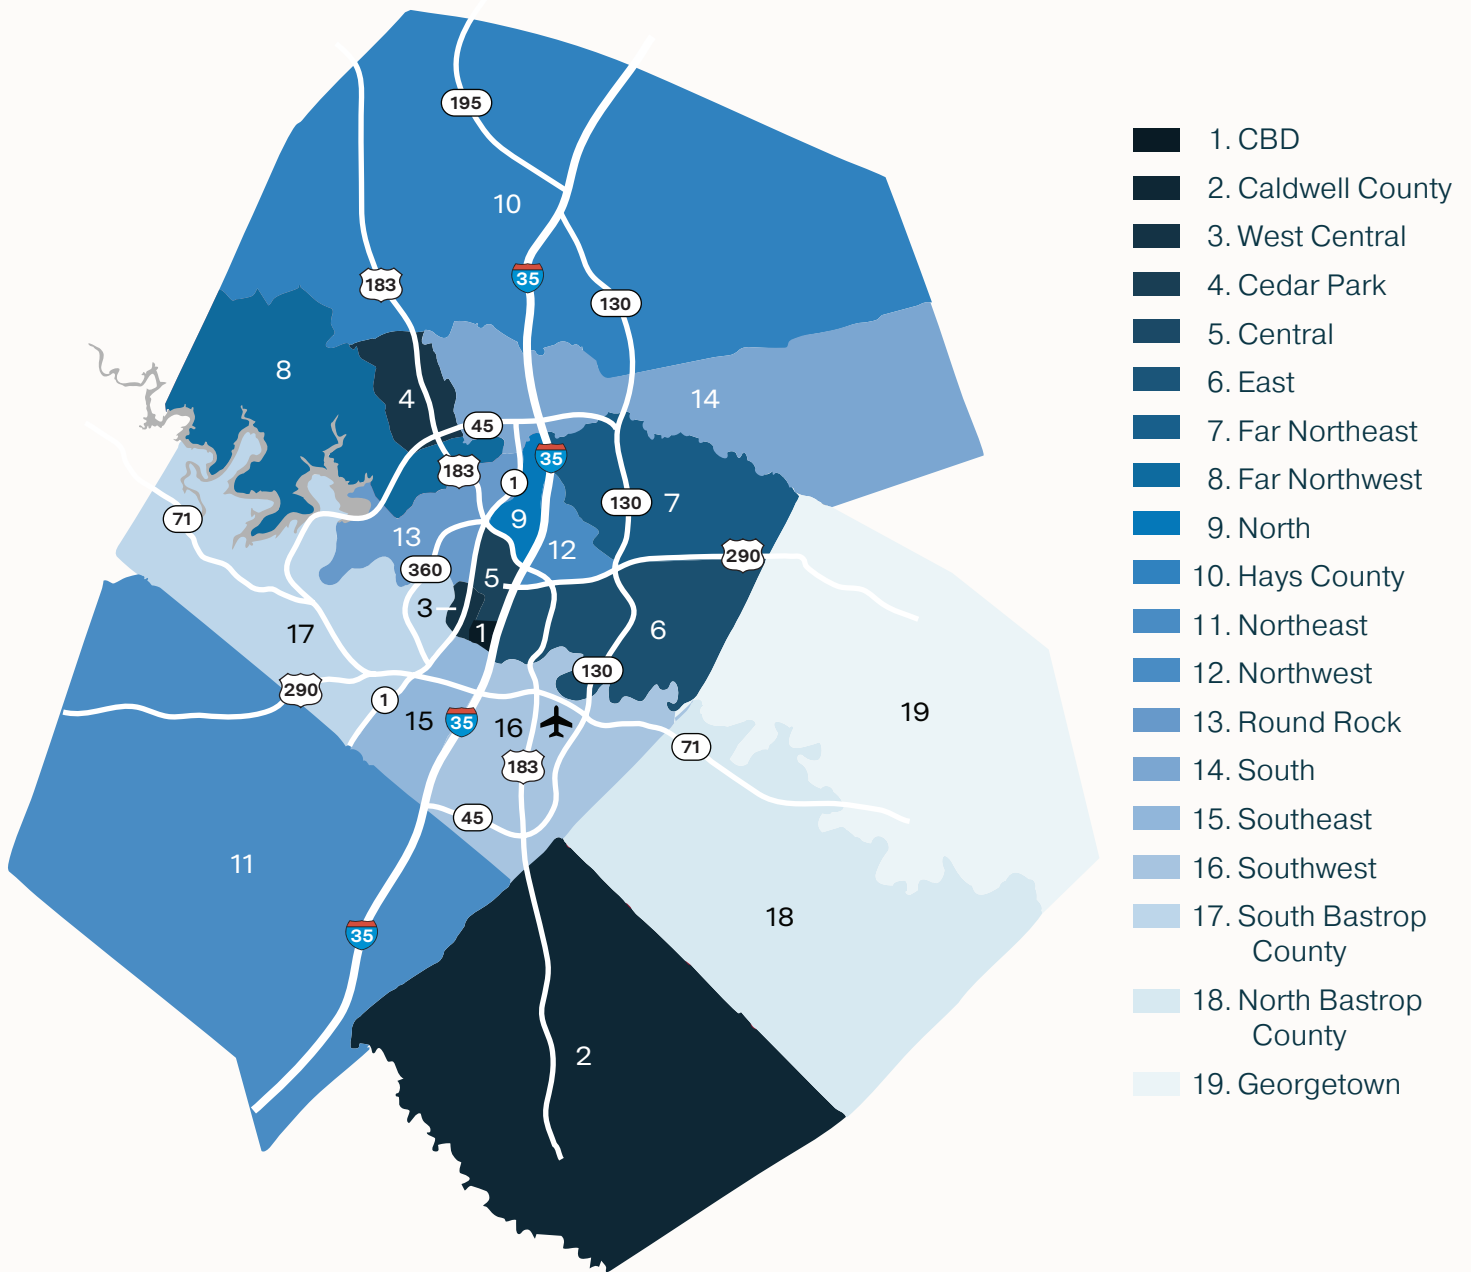 195
10
183
35
130
8
4
14
45
183
35
1
130
7
71
9
13
12
290
360
5
3
1
6
17
130
290
1
15
35
16
19
71
183
45
11
18
35
2
1. CBD
2. Caldwell County
3. West Central
4. Cedar Park
5. Central
6. East
7. Far Northeast
8. Far Northwest
9. North
10. Hays County
11. Northeast
12. Northwest
13. Round Rock
14. South
15. Southeast
16. Southwest
17. South Bastrop
County
18. North Bastrop
County
19. Georgetown